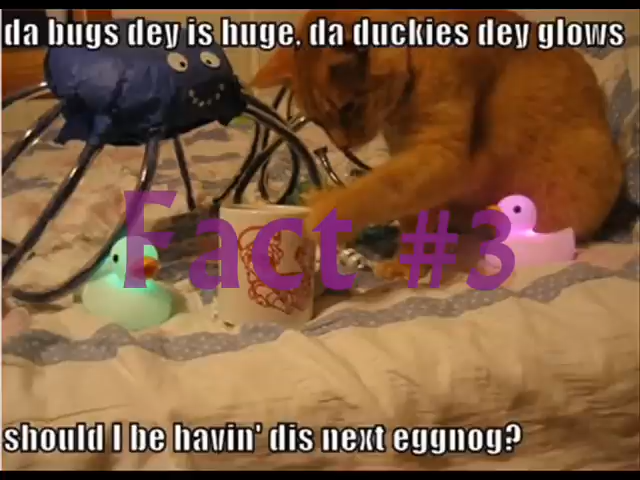 da bugs dey is huge, da duckies dey glows
Fact #3
should I be havin' dis next eggnog?